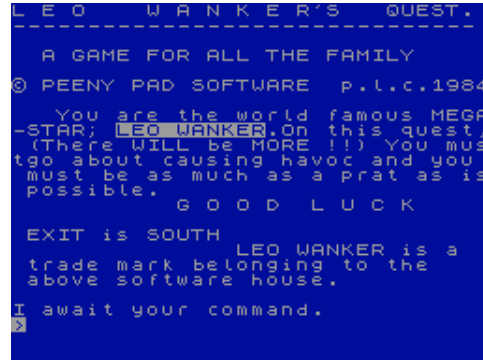 L E O    W A N K E R'S   QUEST.
A GAME FOR ALL THE FAMILY
© PEENY PAD SOFTWARE  p.l.c.1984
You are the world famous MEGA
-STAR; LEO WANKER.On this quest,
(There WILL be MORE !!) You mus
tgo about causing havoc and you
must be as much as a prat as is
possible.
G O O D   L U C K
EXIT is SOUTH
LEO WANKER is a
trade mark belonging to the
above software house.
I await your command.
>